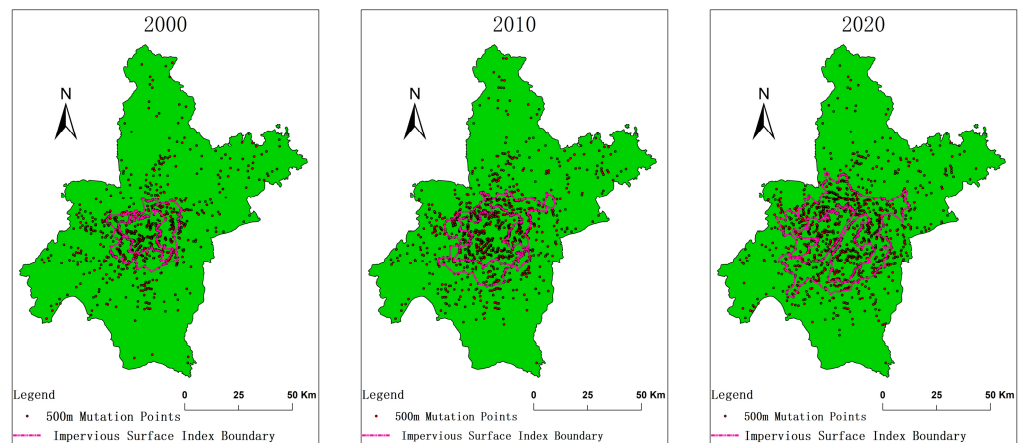 2000
N
Legend
0 25 50 Km
500m Mutation Points
Impervious Surface Index Boundary
2010
N
Legend
0 25 50 Km
500m Mutation Points
Impervious Surface Index Boundary
2020
N
Legend
0 25 50 Km
500m Mutation Points
Impervious Surface Index Boundary